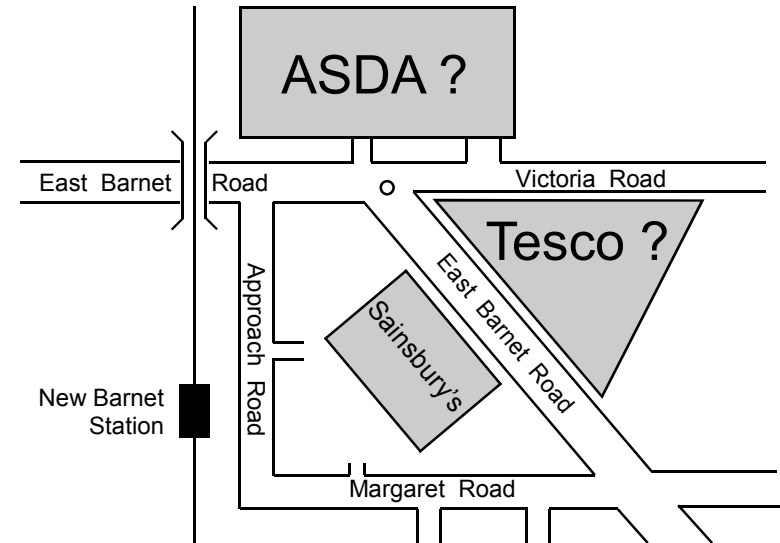 ASDA ?
East Barnet Road
Victoria Road
Tesco ?
East Barnet Road
Approach Road
Sainsbury's
New Barnet
Station
Margaret Road